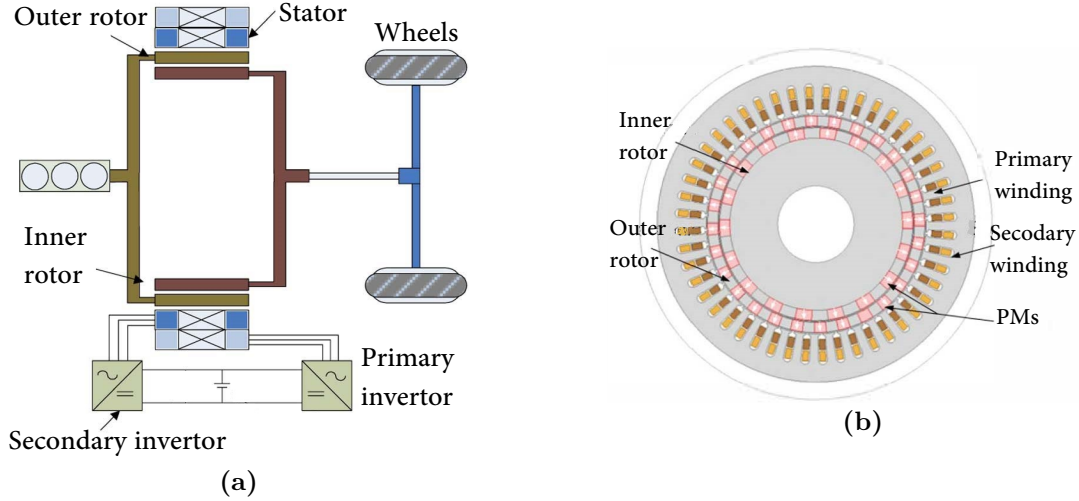 Outer rotor
Stator
Wheels
Inner
rotor
Primary
invertor
Secondary invertor
(a)
Inner
rotor
Primary
winding
Outer
rotor
Secodary
winding
PMs
(b)